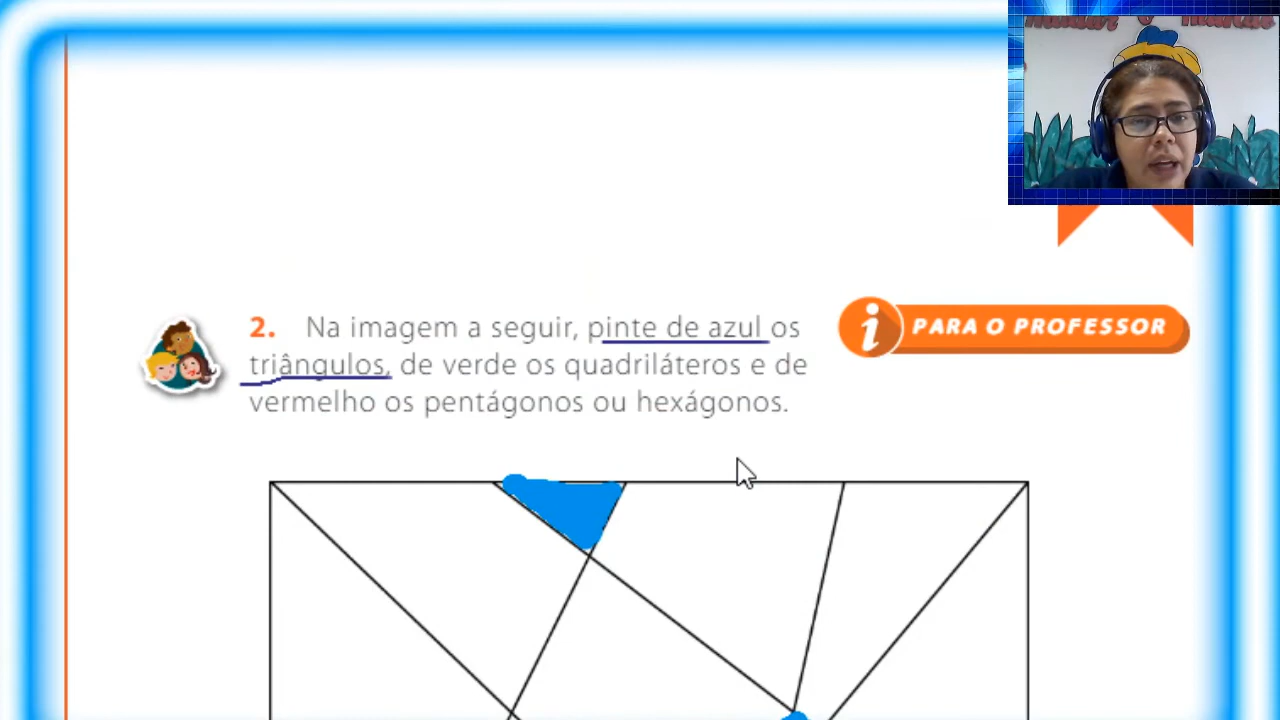 2. Na imagem a seguir, pinte de azul os
triângulos, de verde os quadriláteros e de
vermelho os pentágonos ou hexágonos.
i PARA O PROFESSOR